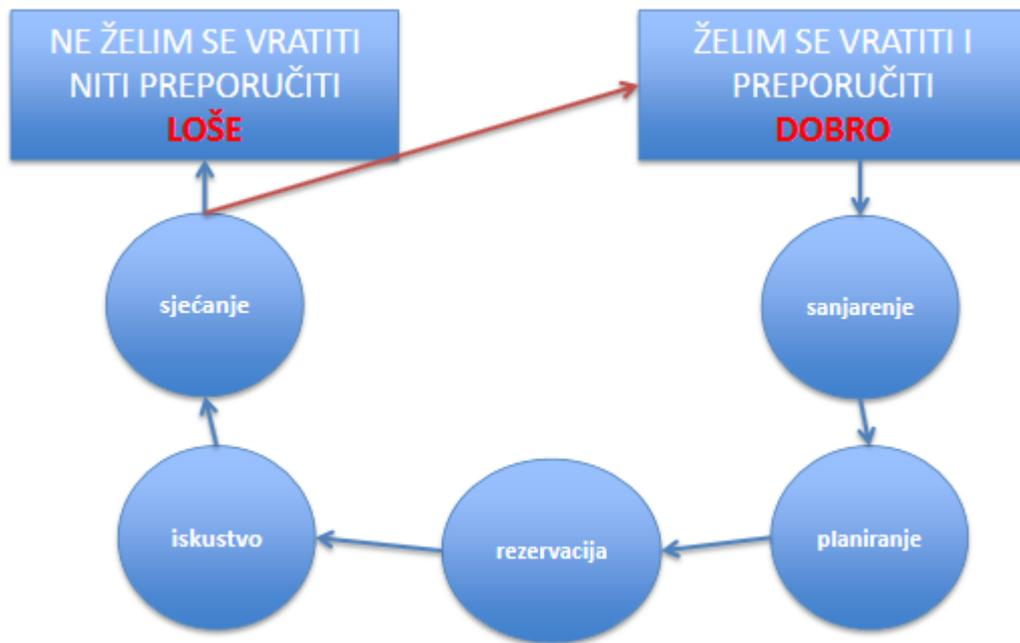 NE ŽELIM SE VRATITI
NITI PREPORUČITI
LOŠE
ŽELIM SE VRATITI I
PREPORUČITI
DOBRO
sjećanje
sanjarenje
iskustvo
rezervacija
planiranje